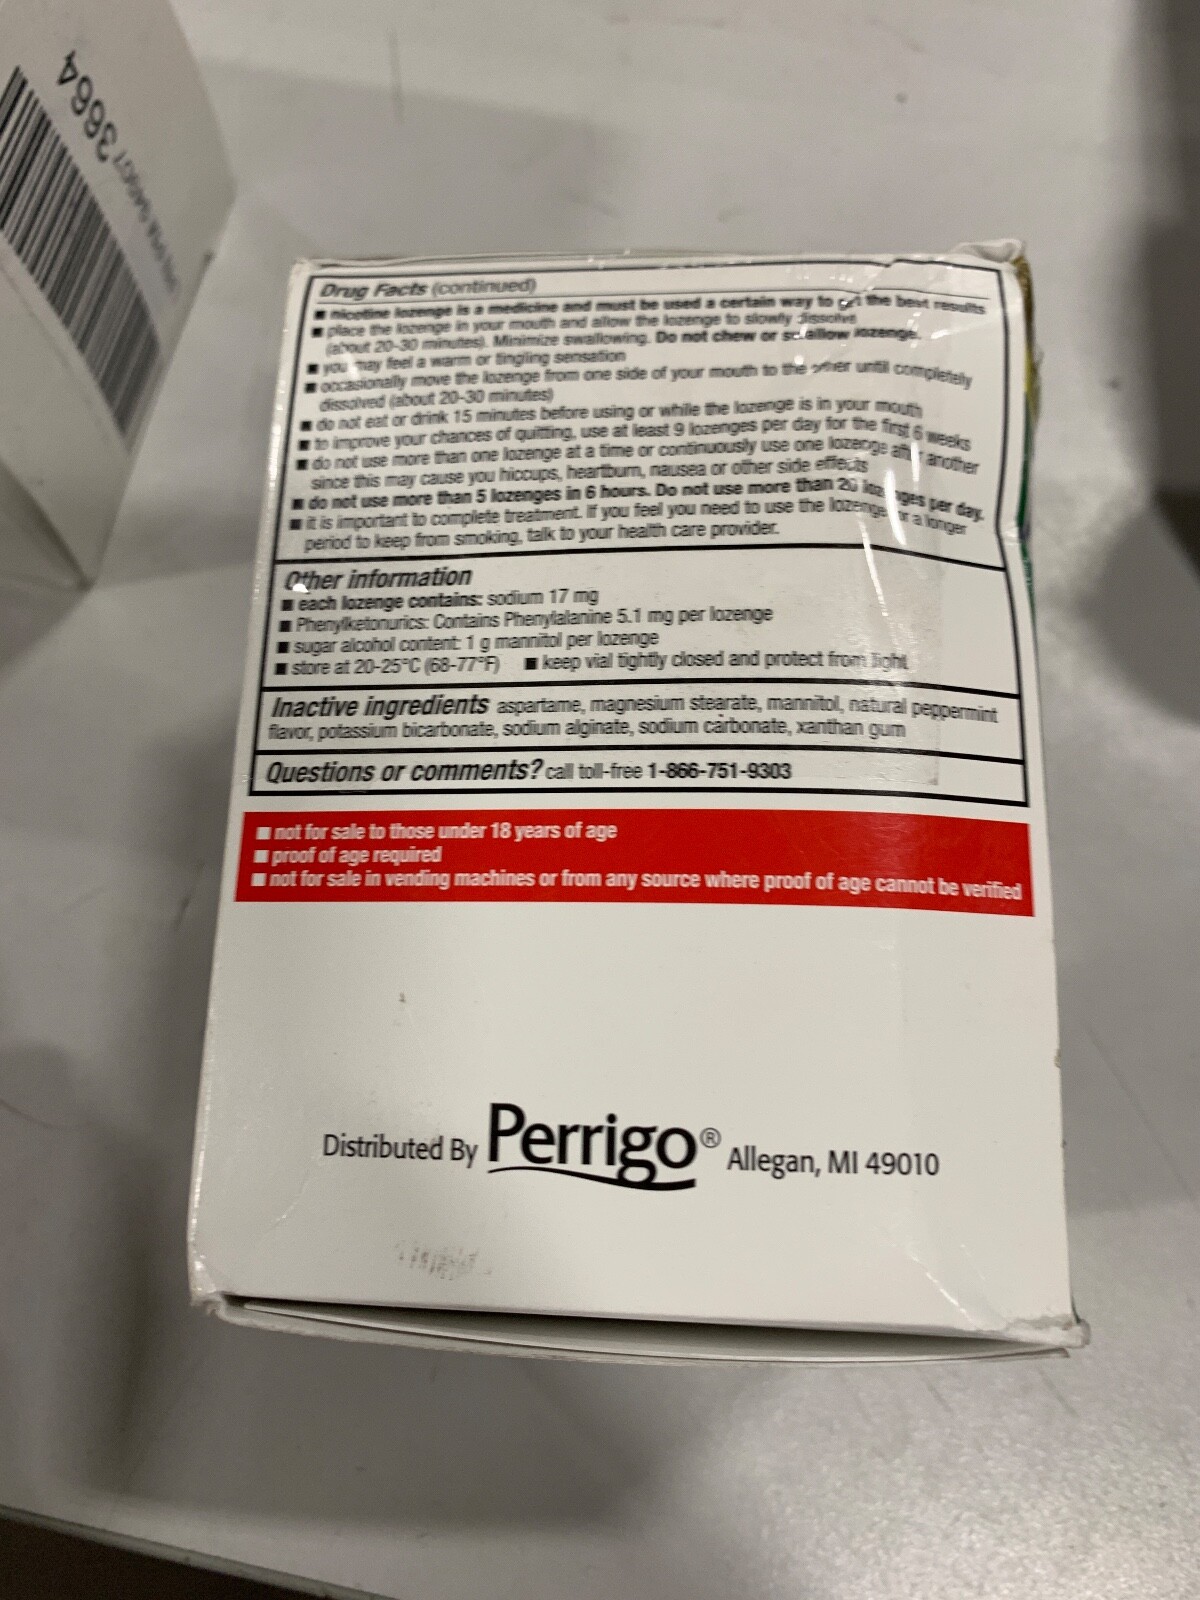 3664
Drug Facts (continued)
■ nicotine lozenge is a medicine and must be used a certain way to get the best results
■ place the lozenge in your mouth and allow the lozenge to slowly dissolve
(about 20-30 minutes). Minimize swallowing. Do not chew or swallow lozenge.
■ you may feel a warm or tingling sensation
■ occasionally move the lozenge from one side of your mouth to the other until completely
dissolved (about 20-30 minutes)
■ do not eat or drink 15 minutes before using or while the lozenge is in your mouth
■ to improve your chances of quitting, use at least 9 lozenges per day for the first 6 weeks
■ do not use more than one lozenge at a time or continuously use one lozenge after another
since this may cause you hiccups, heartburn, nausea or other side effects
■ do not use more than 5 lozenges in 6 hours. Do not use more than 20 lozenges per day.
■ it is important to complete treatment. If you feel you need to use the lozenge for a longer
period to keep from smoking, talk to your health care provider.
Other information
■ each lozenge contains: sodium 17 mg
■ Phenylketonurics: Contains Phenylalanine 5.1 mg per lozenge
■ sugar alcohol content: 1 g mannitol per lozenge
■ store at 20-25°C (68-77°F) ■ keep vial tightly closed and protect from light
Inactive ingredients aspartame, magnesium stearate, mannitol, natural peppermint
flavor, potassium bicarbonate, sodium alginate, sodium carbonate, xanthan gum
Questions or comments? call toll-free 1-866-751-9303
■ not for sale to those under 18 years of age
■ proof of age required
■ not for sale in vending machines or from any source where proof of age cannot be verified
Distributed By Perrigo® Allegan, MI 49010